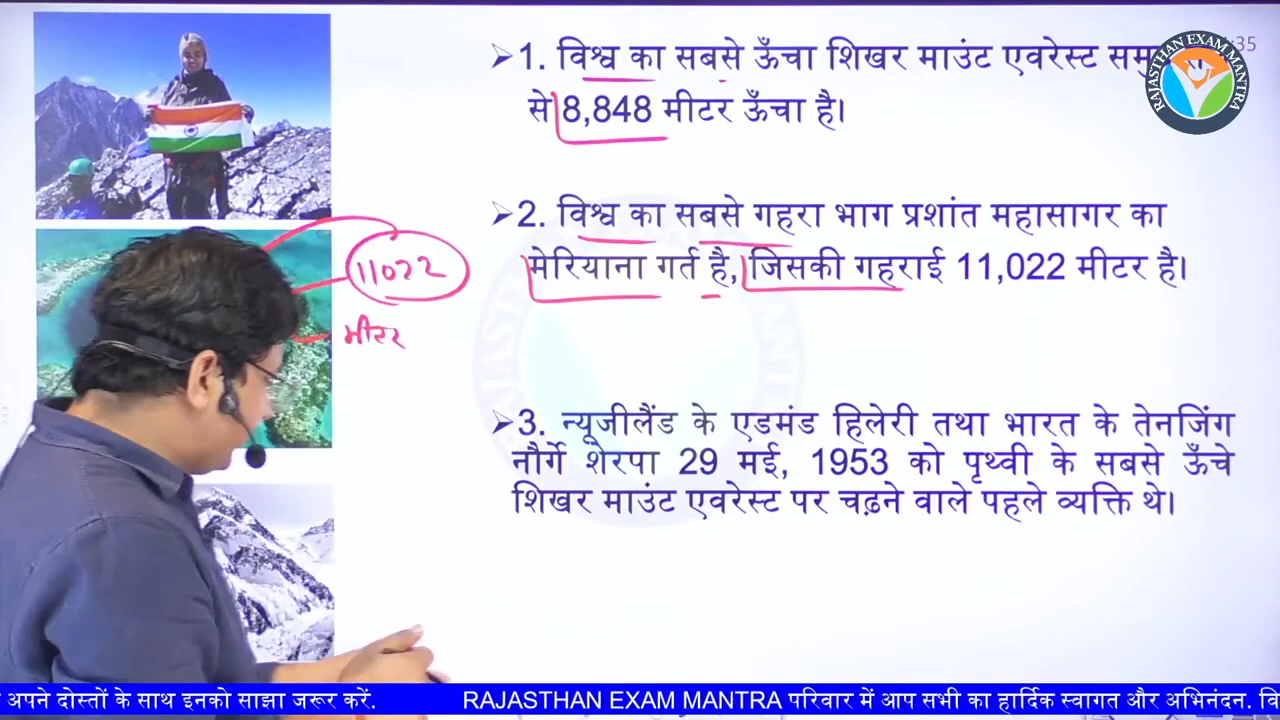 ➢1. विश्व का सबसे ऊँचा शिखर माउंट एवरेस्ट
से 8,848 मीटर ऊँचा है।
:35
RAJASTHAN EXAM MANTRA
➢2. विश्व का सबसे गहरा भाग प्रशांत महासागर का
मेरियाना गर्त है, जिसकी गहराई 11,022 मीटर है।
11022
मीटर
➢3. न्यूजीलैंड के एडमंड हिलेरी तथा भारत के तेनजिंग
नौर्गे शेरपा 29 मई, 1953 को पृथ्वी के सबसे ऊँचे
शिखर माउंट एवरेस्ट पर चढ़ने वाले पहले व्यक्ति थे।
अपने दोस्तों के साथ इनको साझा जरूर करें. RAJASTHAN EXAM MANTRA परिवार में आप सभी का हार्दिक स्वागत और अभिनंदन.